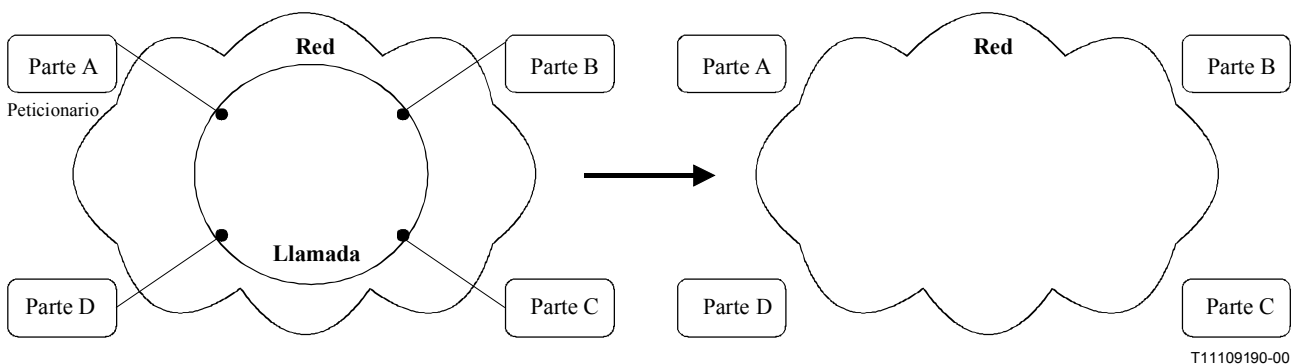 Red
Parte A
Parte B
Peticionario
Llamada
Parte D
Parte C
Red
Parte A
Parte B
Parte D
Parte C
T11109190-00